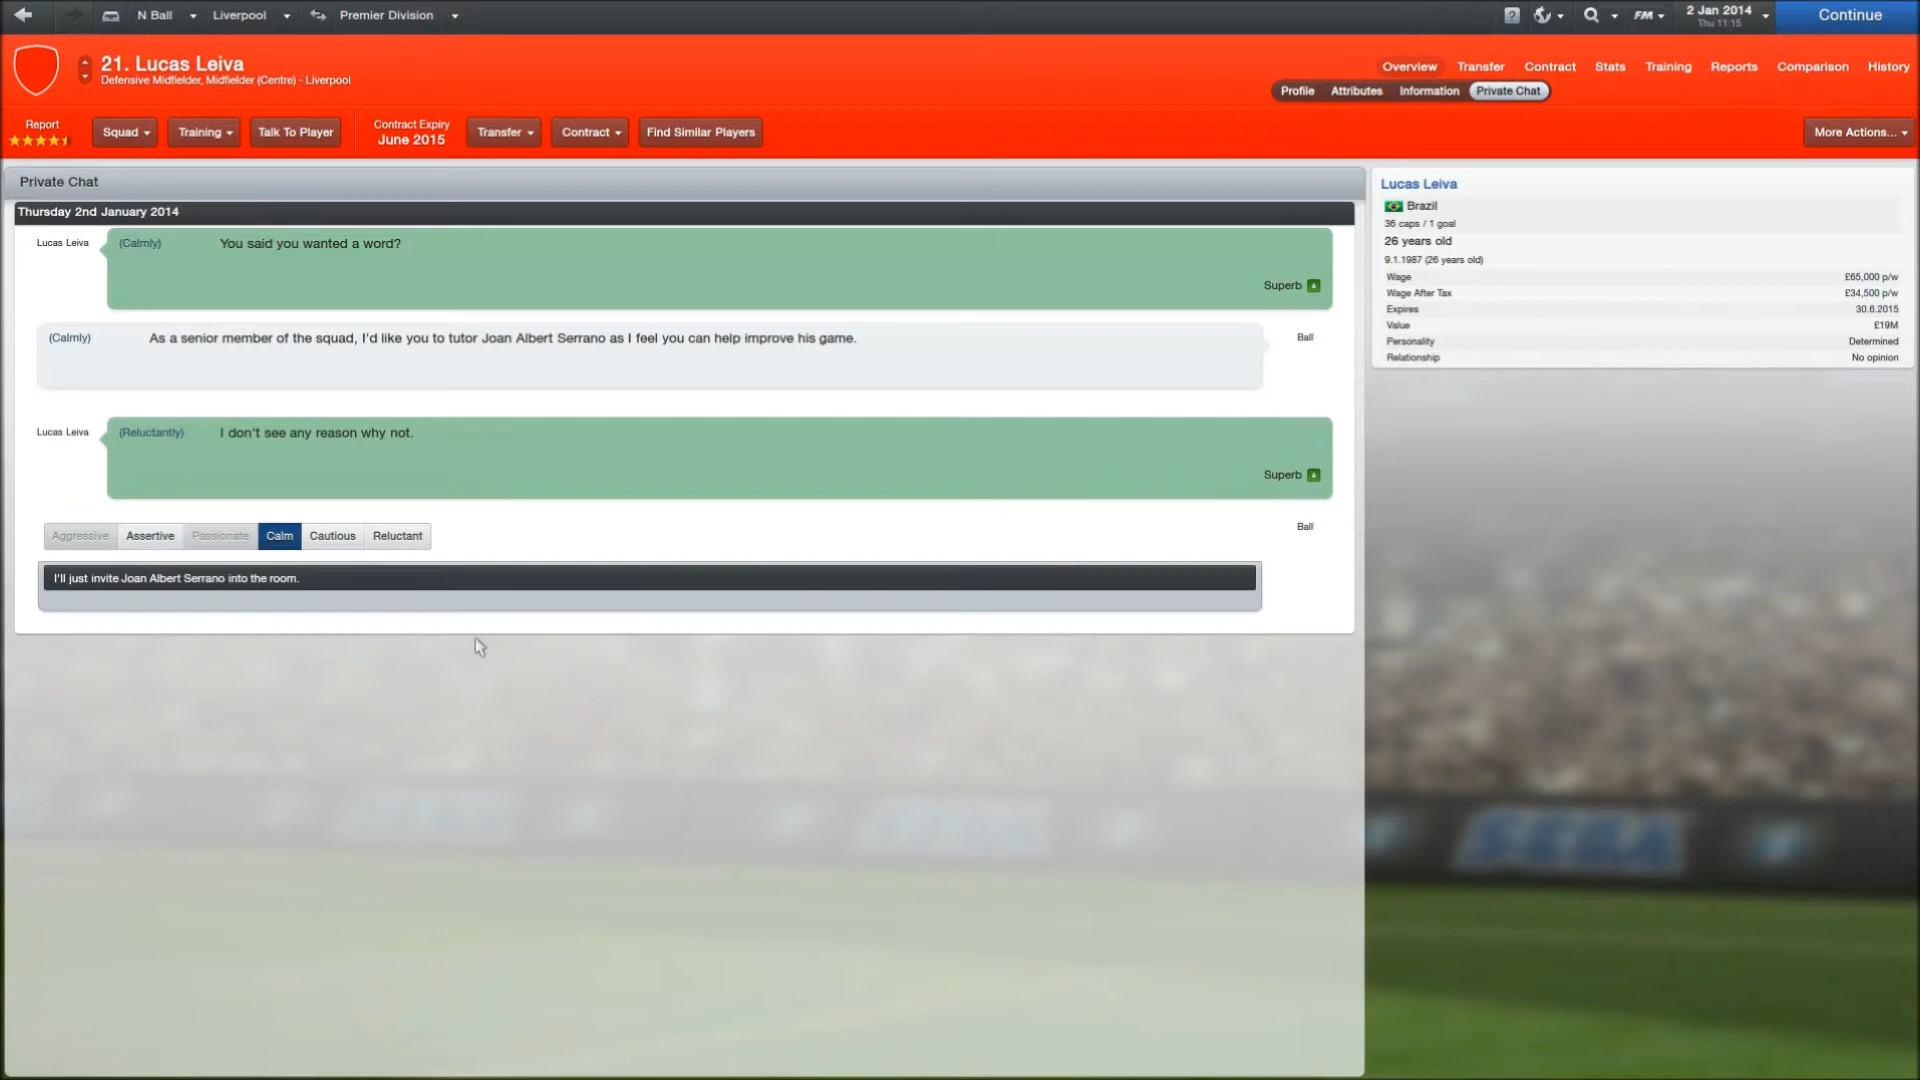 N Ball
Liverpool
Premier Division
?
FM
2 Jan 2014
Thu 11:15
Continue
21. Lucas Leiva
Defensive Midfielder, Midfielder (Centre) - Liverpool
Overview
Transfer
Contract
Stats
Training
Reports
Comparison
History
Profile
Attributes
Information
Private Chat
Report
Squad
Training
Talk To Player
Contract Expiry
June 2015
Transfer
Contract
Find Similar Players
More Actions...
Private Chat
Thursday 2nd January 2014
Lucas Leiva
(Calmly)
You said you wanted a word?
Superb
(Calmly)
As a senior member of the squad, I'd like you to tutor Joan Albert Serrano as I feel you can help improve his game.
Ball
Lucas Leiva
(Reluctantly)
I don't see any reason why not.
Superb
Aggressive
Assertive
Passionate
Calm
Cautious
Reluctant
Ball
I'll just invite Joan Albert Serrano into the room.
Lucas Leiva
Brazil
36 caps / 1 goal
26 years old
9.1.1987 (26 years old)
Wage £65,000 p/w
Wage After Tax £34,500 p/w
Expires 30.6.2015
Value £19M
Personality Determined
Relationship No opinion
SEGA